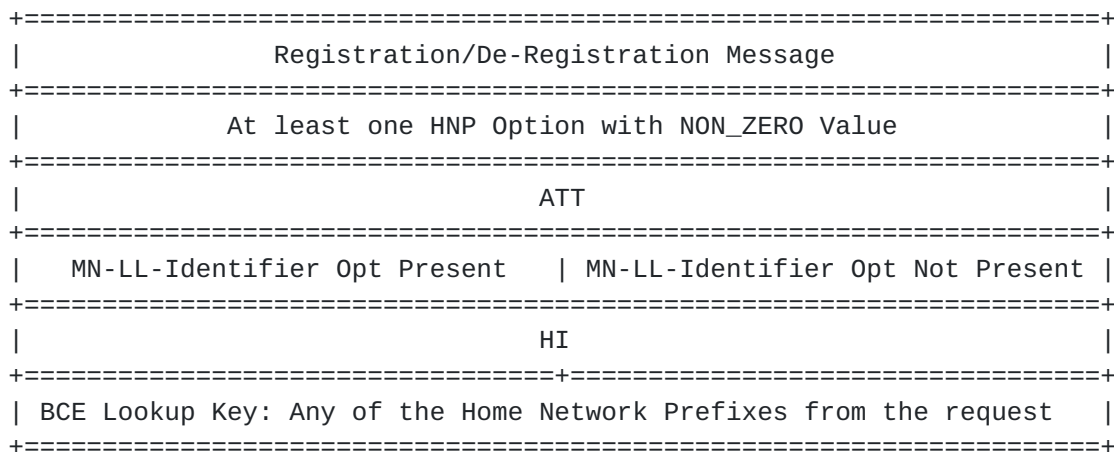 +=====================================================================+
|                Registration/De-Registration Message                 |
+=====================================================================+
|             At least one HNP Option with NON_ZERO Value             |
+=====================================================================+
|                                 ATT                                 |
+=====================================================================+
|   MN-LL-Identifier Opt Present   | MN-LL-Identifier Opt Not Present |
+=====================================================================+
|                                 HI                                  |
+==================================+==================================+
| BCE Lookup Key: Any of the Home Network Prefixes from the request   |
+=====================================================================+